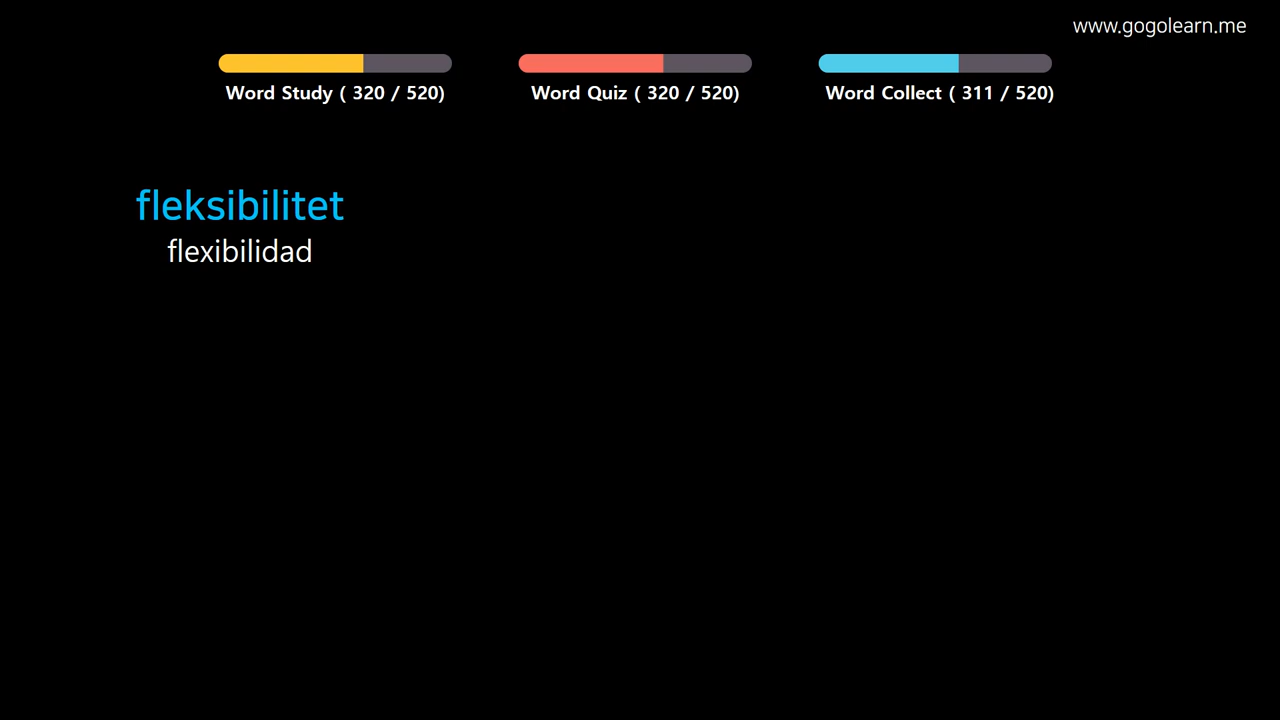 www.gogolearn.me
Word Study ( 320 / 520)
Word Quiz ( 320 / 520)
Word Collect ( 311 / 520)
fleksibilitet
flexibilidad